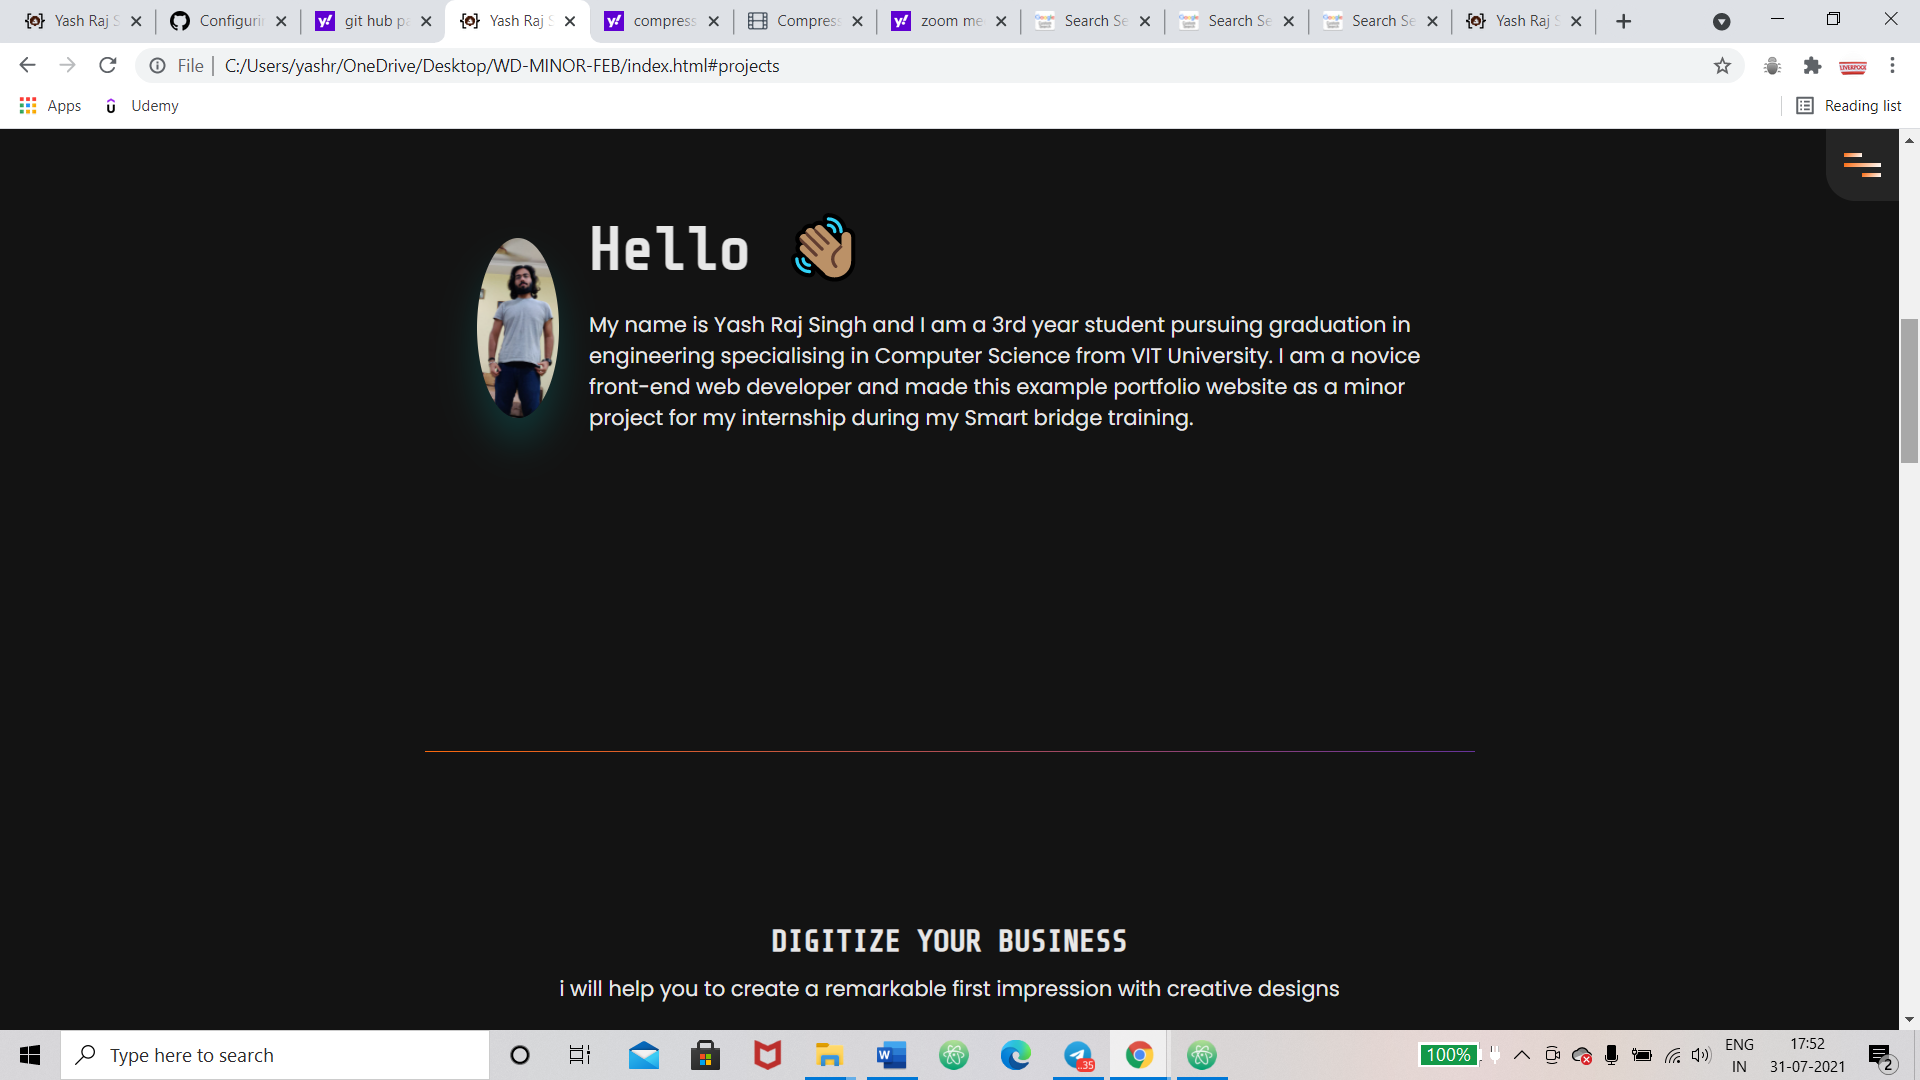 Yash Raj S
Configuri
git hub pa
Yash Raj S
compress
Compress
zoom me
Search Se
Search Se
Search Se
Yash Raj S
File
C:/Users/yashr/OneDrive/Desktop/WD-MINOR-FEB/index.html#projects
Apps
Udemy
Reading list
Hello
My name is Yash Raj Singh and I am a 3rd year student pursuing graduation in
engineering specialising in Computer Science from VIT University. I am a novice
front-end web developer and made this example portfolio website as a minor
project for my internship during my Smart bridge training.
DIGITIZE YOUR BUSINESS
i will help you to create a remarkable first impression with creative designs
Type here to search
..35
100%
ENG
IN
17:52
31-07-2021
2